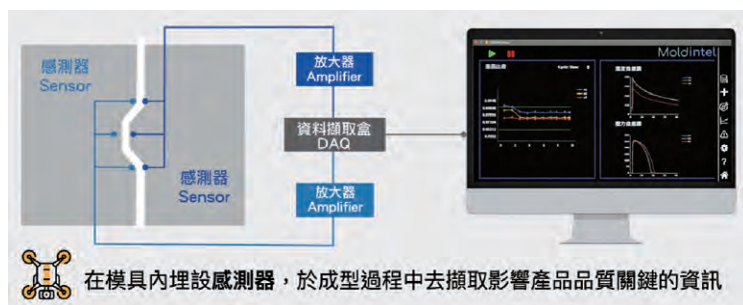 感測器
Sensor
感測器
Sensor
放大器
Amplifier
資料擷取盒
DAQ
放大器
Amplifier
Moldintel
在模具內埋設感測器，於成型過程中去擷取影響產品品質關鍵的資訊